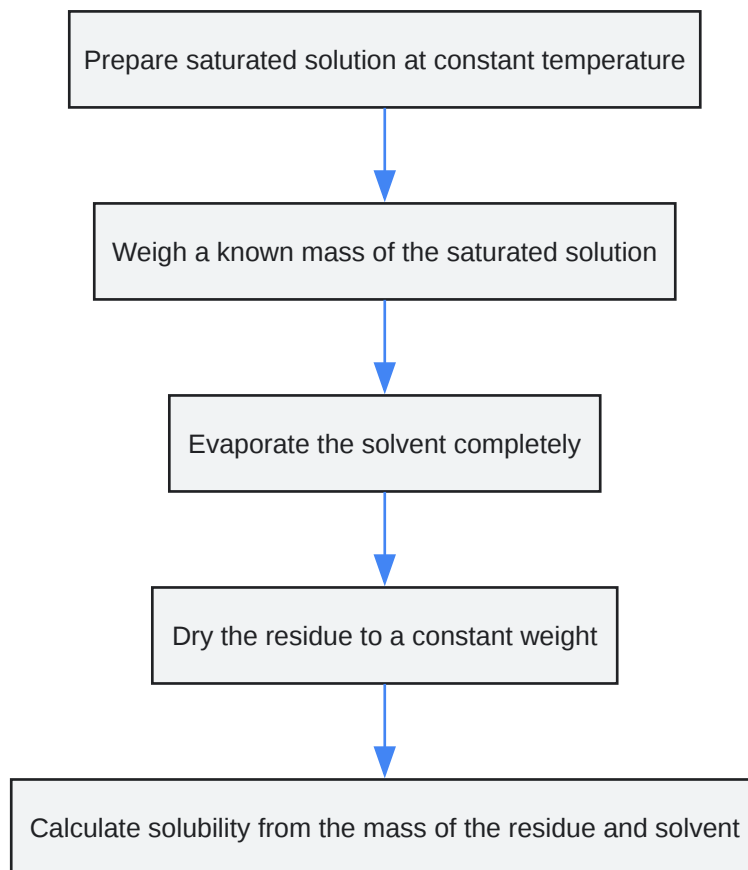 Prepare saturated solution at constant temperature
Weigh a known mass of the saturated solution
Evaporate the solvent completely
Dry the residue to a constant weight
Calculate solubility from the mass of the residue and solvent